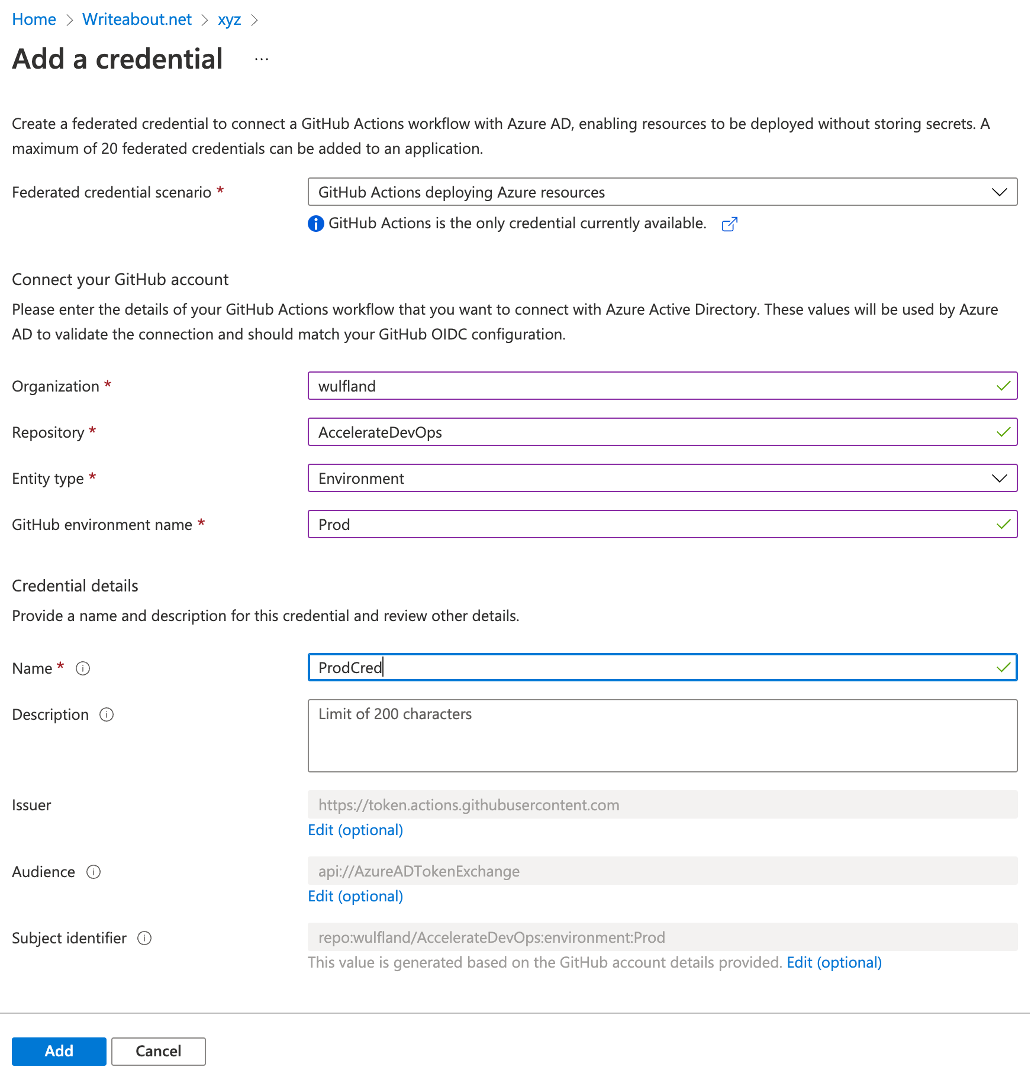 Home > Writeabout.net > xyz >
Add a credential ...
Create a federated credential to connect a GitHub Actions workflow with Azure AD, enabling resources to be deployed without storing secrets. A
maximum of 20 federated credentials can be added to an application.
Federated credential scenario * GitHub Actions deploying Azure resources
GitHub Actions is the only credential currently available.
Connect your GitHub account
Please enter the details of your GitHub Actions workflow that you want to connect with Azure Active Directory. These values will be used by Azure
AD to validate the connection and should match your GitHub OIDC configuration.
Organization * wulfland
Repository * AccelerateDevOps
Entity type * Environment
GitHub environment name * Prod
Credential details
Provide a name and description for this credential and review other details.
Name * ProdCred
Description Limit of 200 characters
Issuer https://token.actions.githubusercontent.com
Edit (optional)
Audience api://AzureADTokenExchange
Edit (optional)
Subject identifier repo:wulfland/AccelerateDevOps:environment:Prod
This value is generated based on the GitHub account details provided. Edit (optional)
Add Cancel